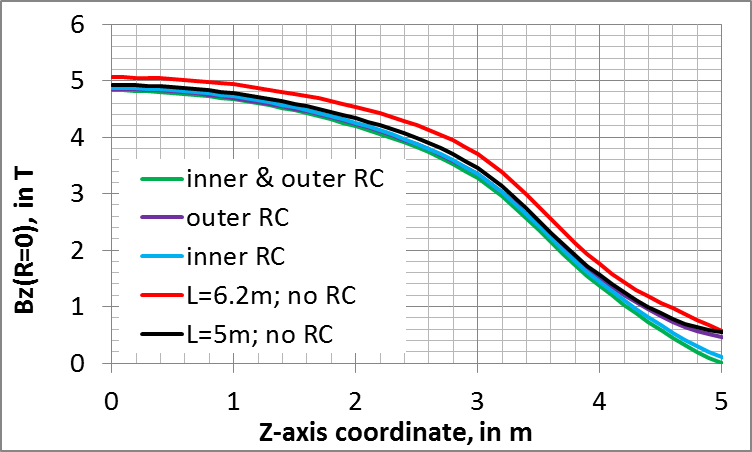 6
5
4
3
2
1
0
Bz(R=0), in T
inner & outer RC
outer RC
inner RC
L=6.2m; no RC
L=5m; no RC
0 1 2 3 4 5
Z-axis coordinate, in m